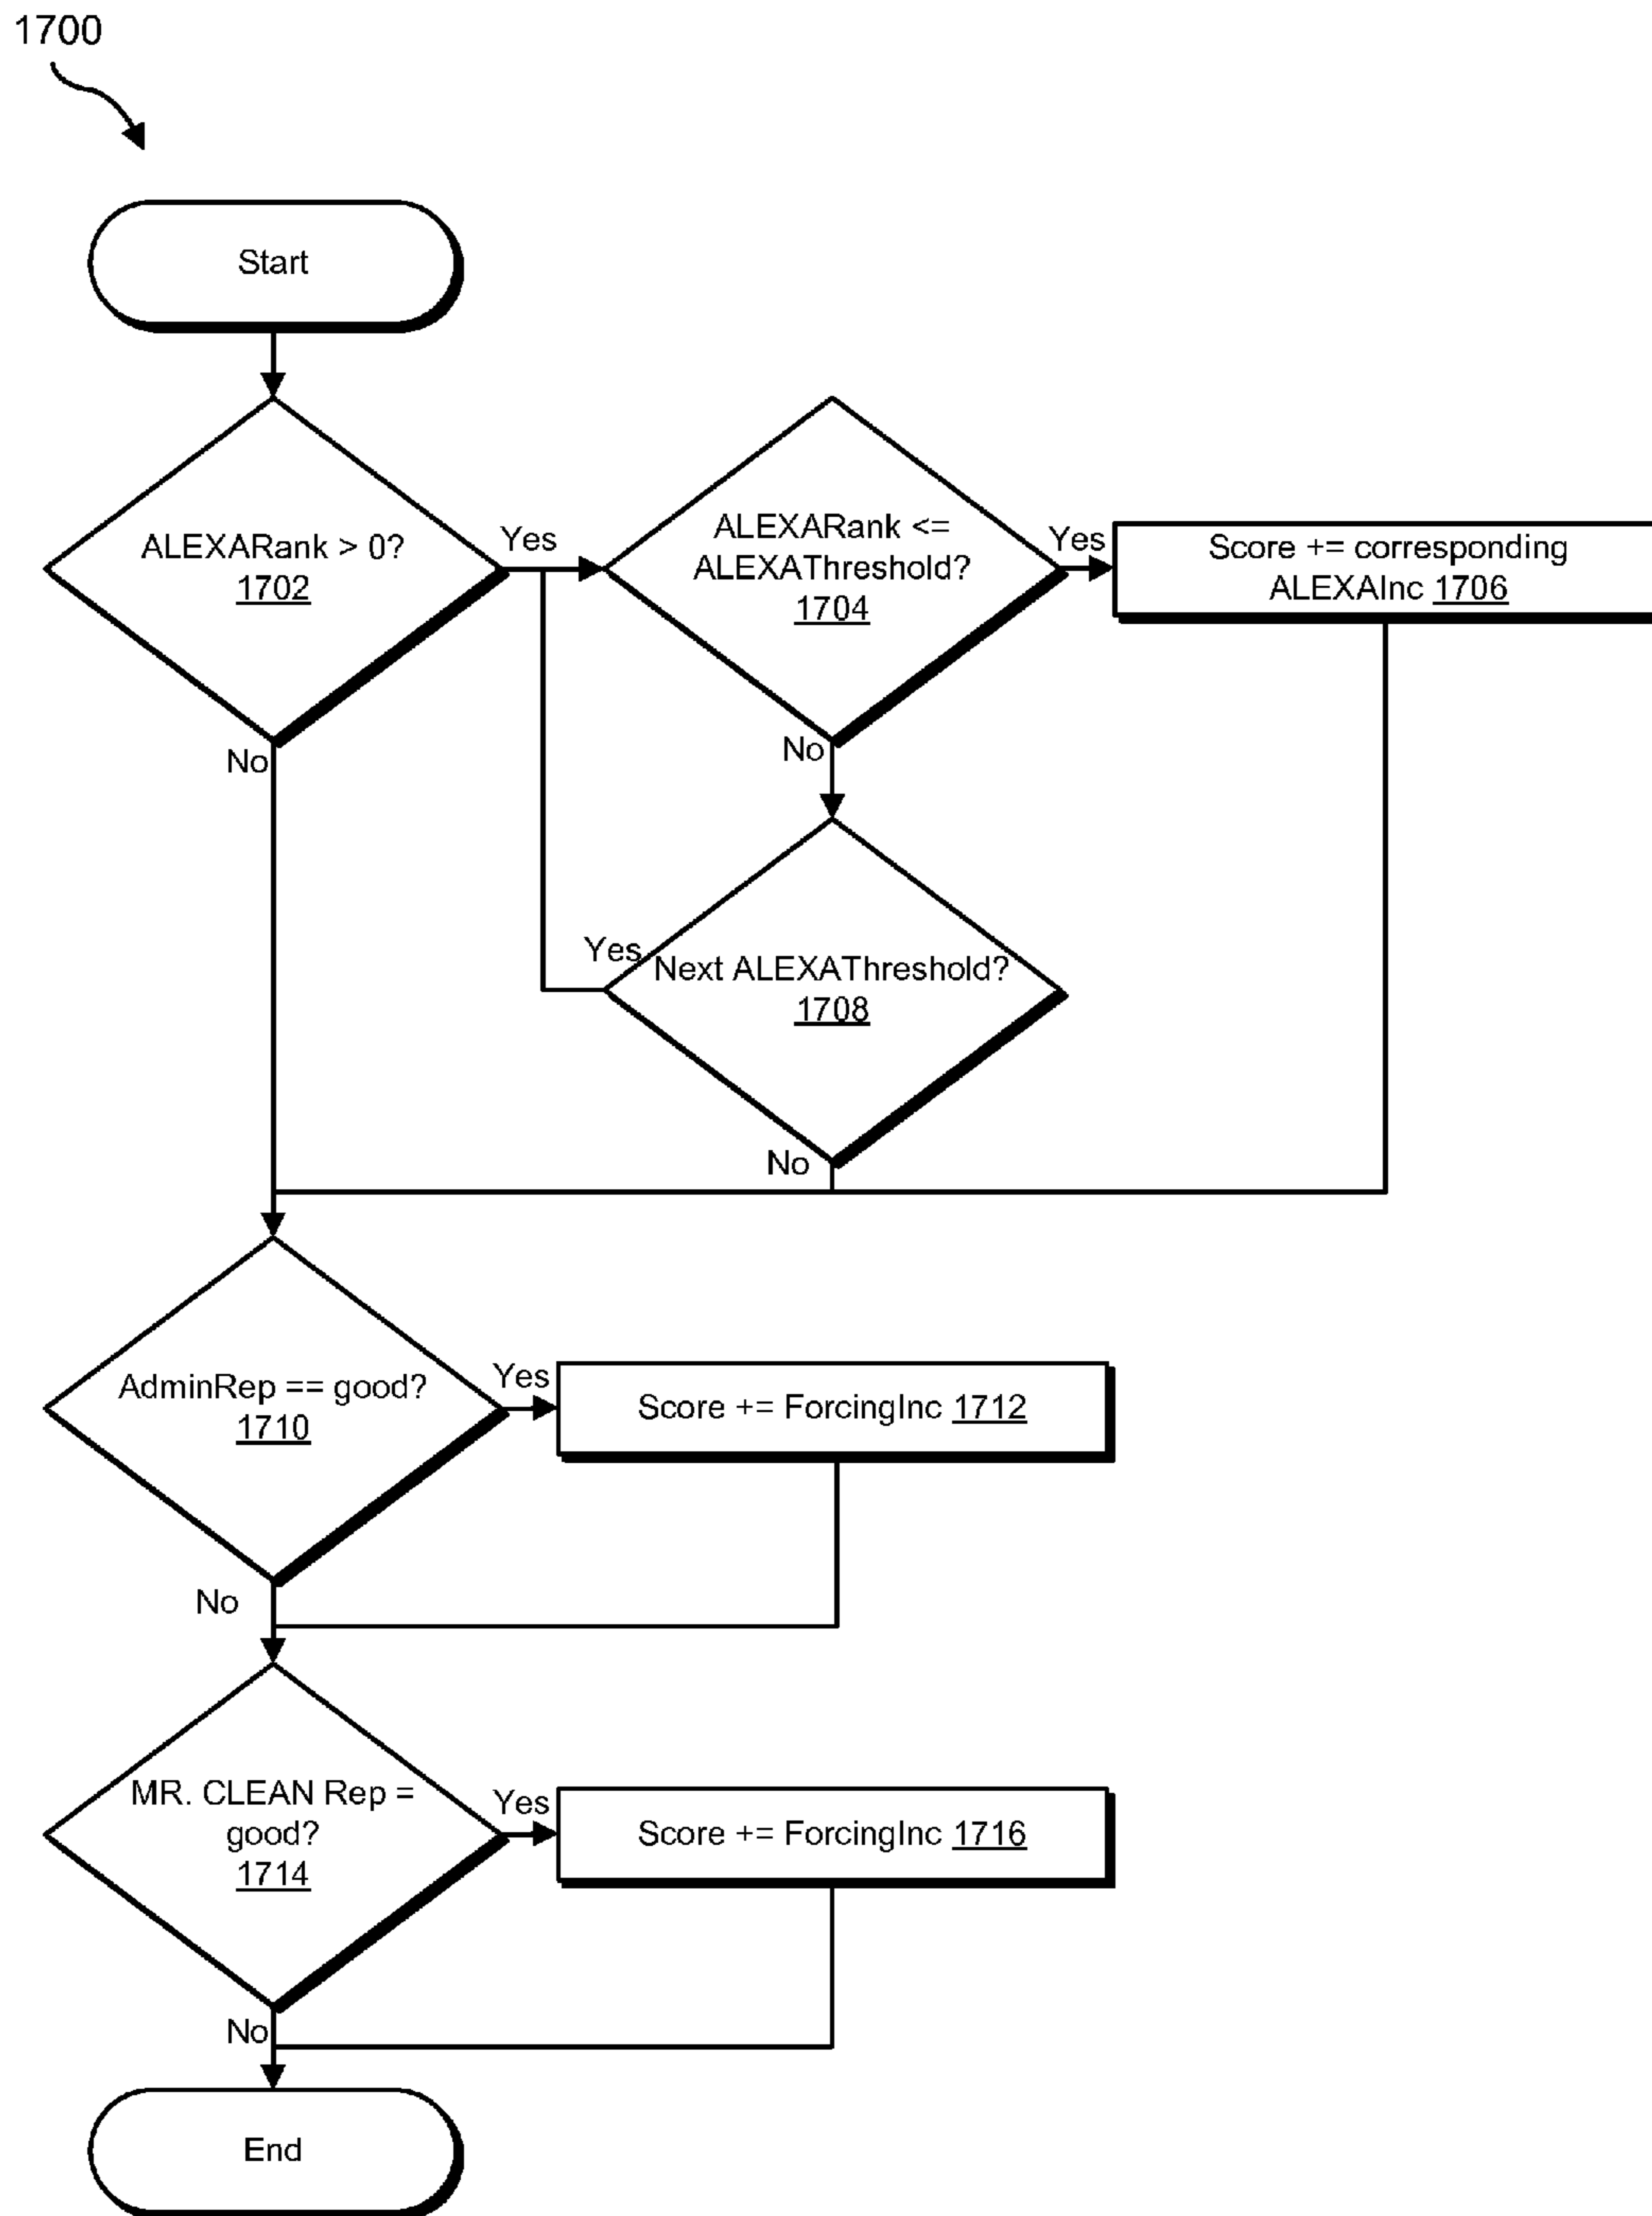 1700
Start
ALEXARank > 0?
1702
Yes
No
ALEXARank <=
ALEXAThreshold?
1704
Yes
No
Score += corresponding
ALEXAInc 1706
Next ALEXAThreshold?
1708
Yes
No
AdminRep == good?
1710
Yes
No
Score += ForcingInc 1712
MR. CLEAN Rep =
good?
1714
Yes
No
Score += ForcingInc 1716
End